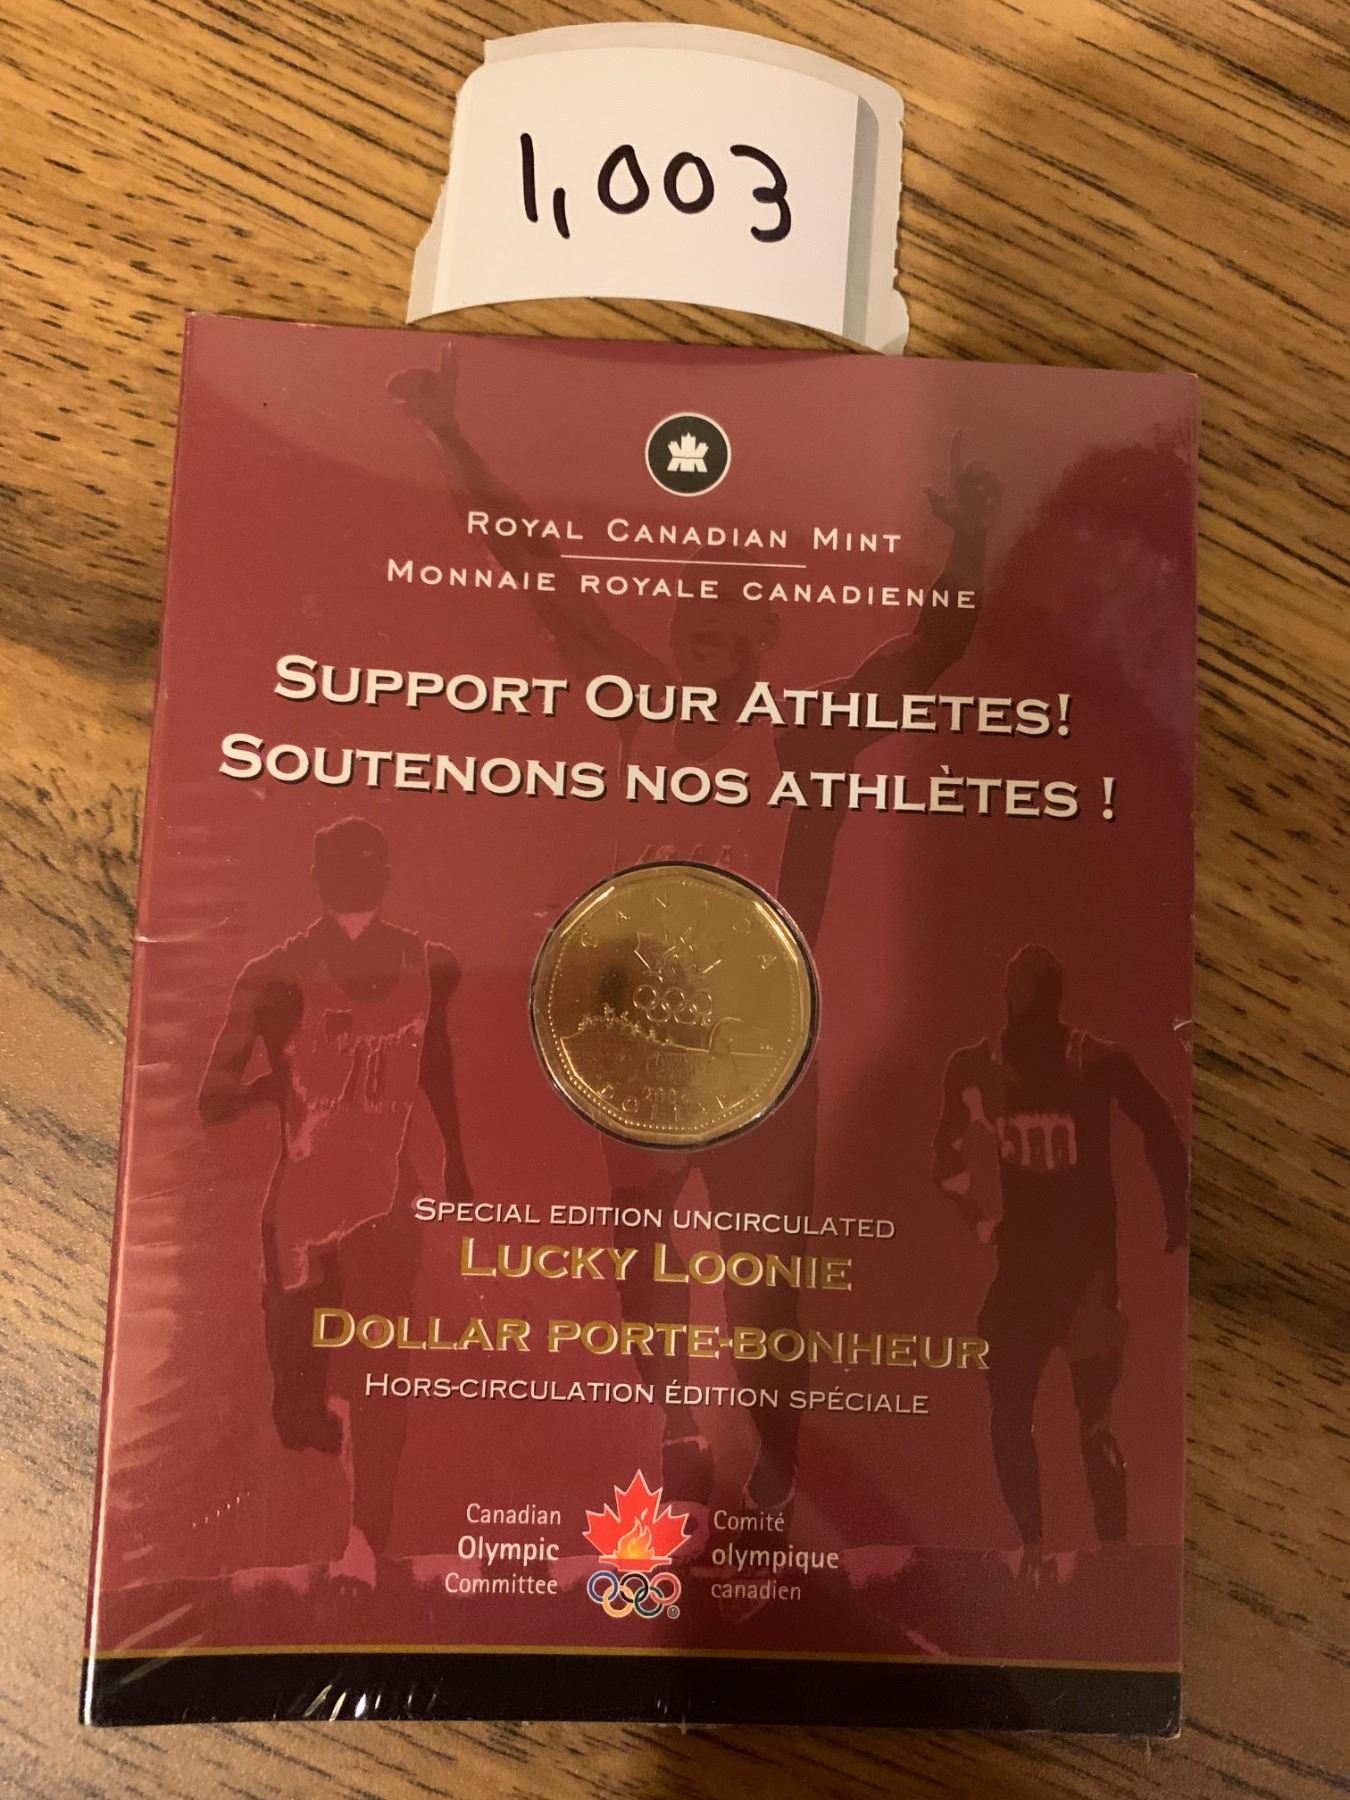 1,003
ROYAL CANADIAN MINT
MONNAIE ROYALE CANADIENNE
SUPPORT OUR ATHLETES!
SOUTENONS NOS ATHLÈTES !
CANADA
DOLLAR
SPECIAL EDITION UNCIRCULATED
LUCKY LOONIE
DOLLAR PORTE-BONHEUR
HORS-CIRCULATION ÉDITION SPÉCIALE
Canadian Olympic Committee
Comité olympique canadien